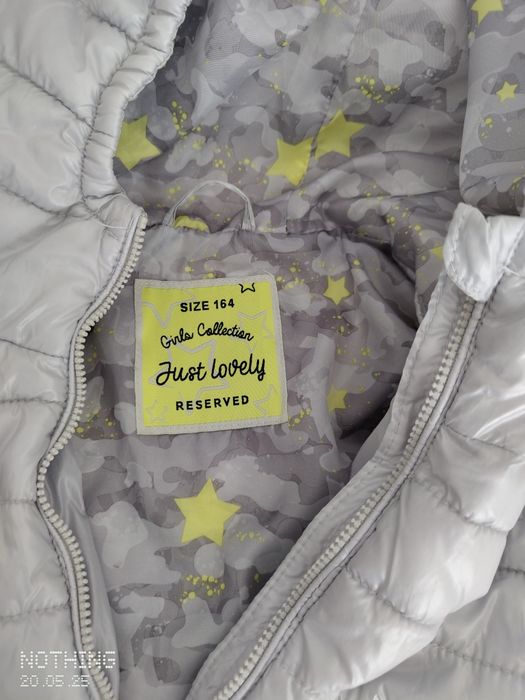 SIZE 164
Girls Collection
Just lovely
RESERVED
NOTHING
20.05.25